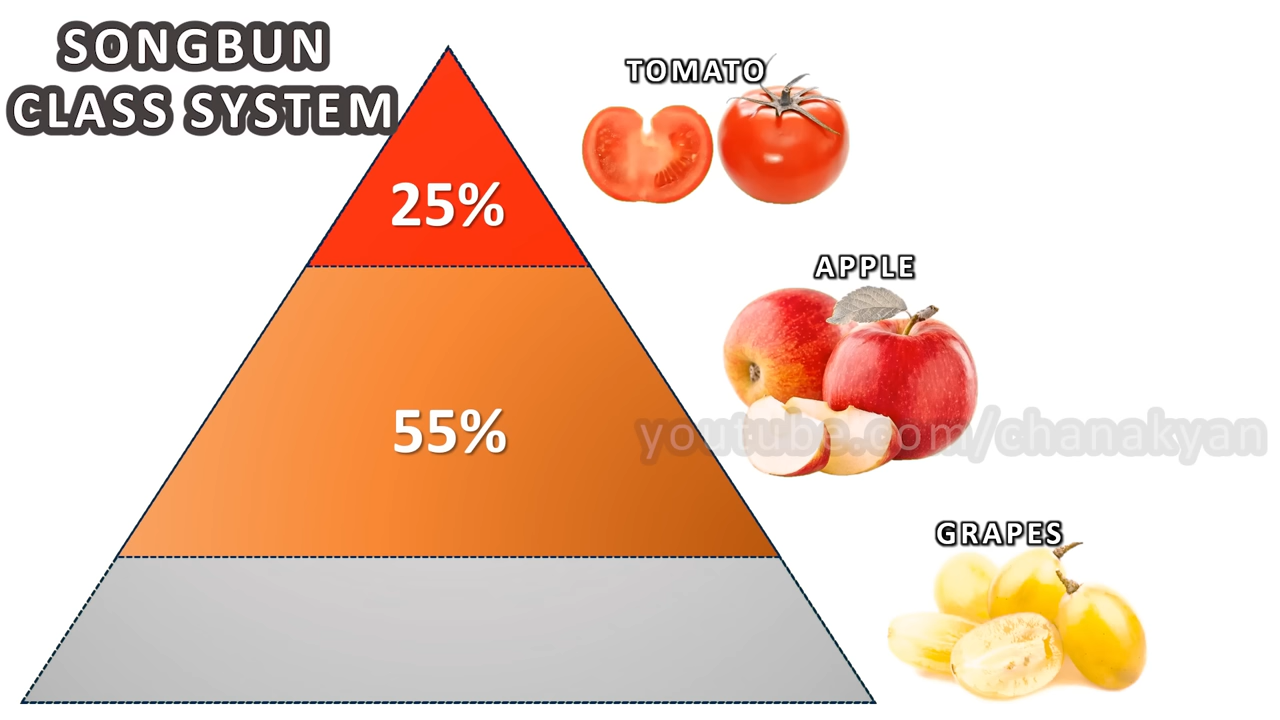 SONGBUN
CLASS SYSTEM
TOMATO
25%
APPLE
55%
youtube.com/chanakyan
GRAPES